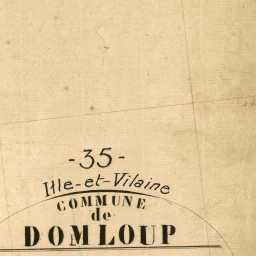 -35-
Ille-et-Vilaine
COMMUNE
de
DOMLOUP